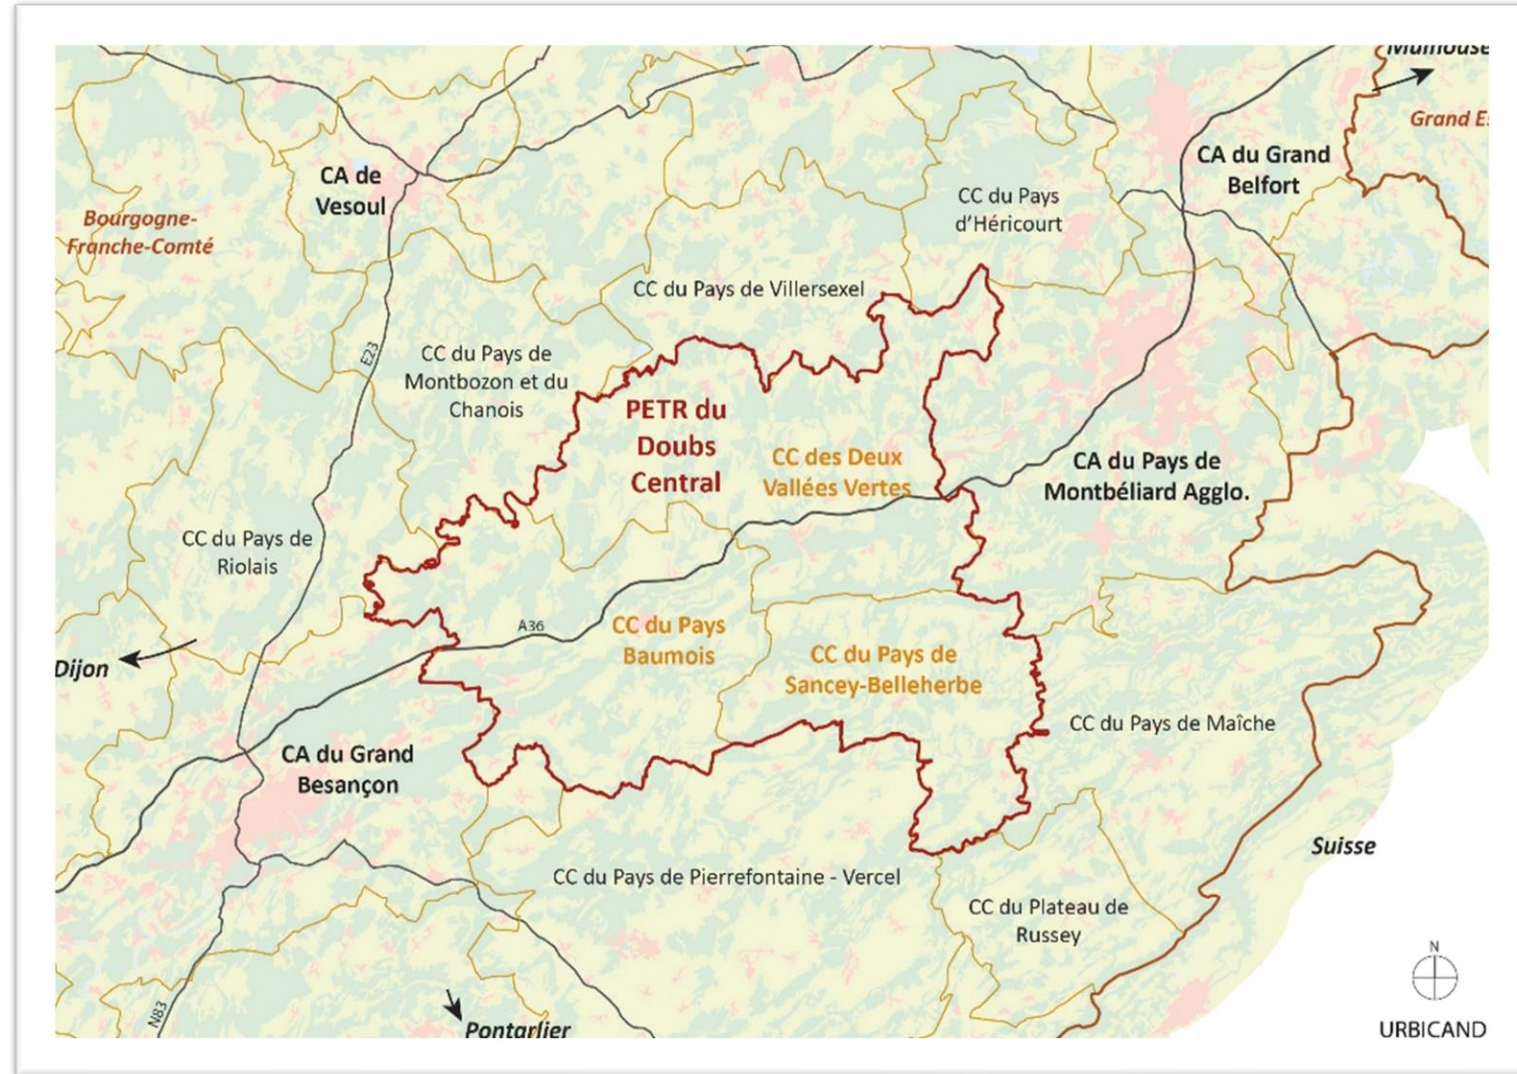 Mulhouse
Grand E
CA du Grand
Belfort
CA de
Vesoul
CC du Pays
d'Héricourt
Bourgogne-
Franche-Comté
CC du Pays de Villersexel
E23
CC du Pays de
Montbozon et du
Chanois
PETR du
Doubs
Central
CC des Deux
Vallées Vertes
CA du Pays de
Montbéliard Agglo.
CC du Pays de
Riolais
A36
CC du Pays
Baumois
CC du Pays de
Sancey-Belleherbe
Dijon
CC du Pays de Maîche
CA du Grand
Besançon
Suisse
CC du Pays de Pierrefontaine - Vercel
CC du Plateau de
Russey
N83
Pontarlier
N
URBICAND